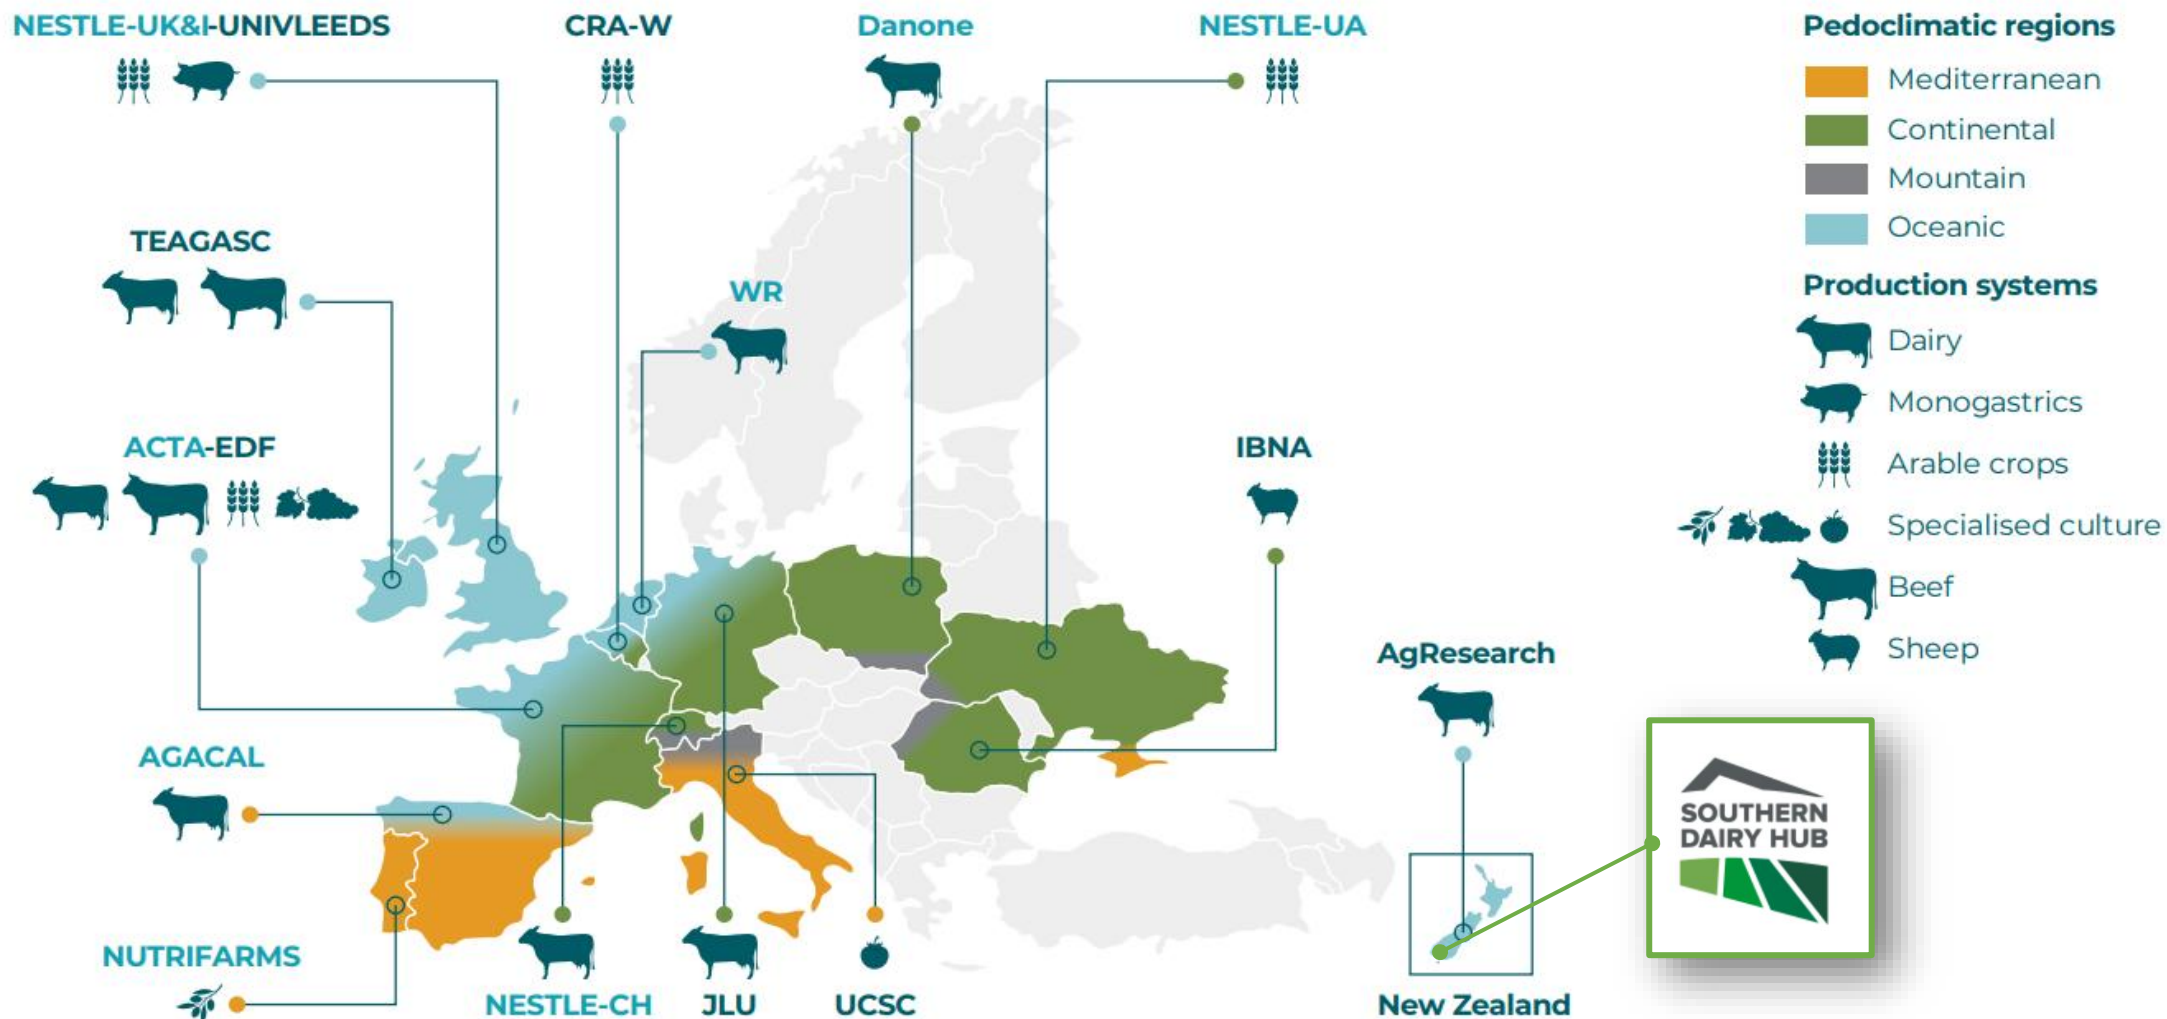 NESTLE-UK&I-UNIVLEEDS
CRA-W
Danone
NESTLE-UA
TEAGASC
WR
ACTA-EDF
IBNA
AGACAL
AgResearch
NUTRIFARMS
NESTLE-CH
JLU
UCSC
New Zealand
Pedoclimatic regions
Mediterranean
Continental
Mountain
Oceanic
Production systems
Dairy
Monogastrics
Arable crops
Specialised culture
Beef
Sheep
SOUTHERN
DAIRY HUB